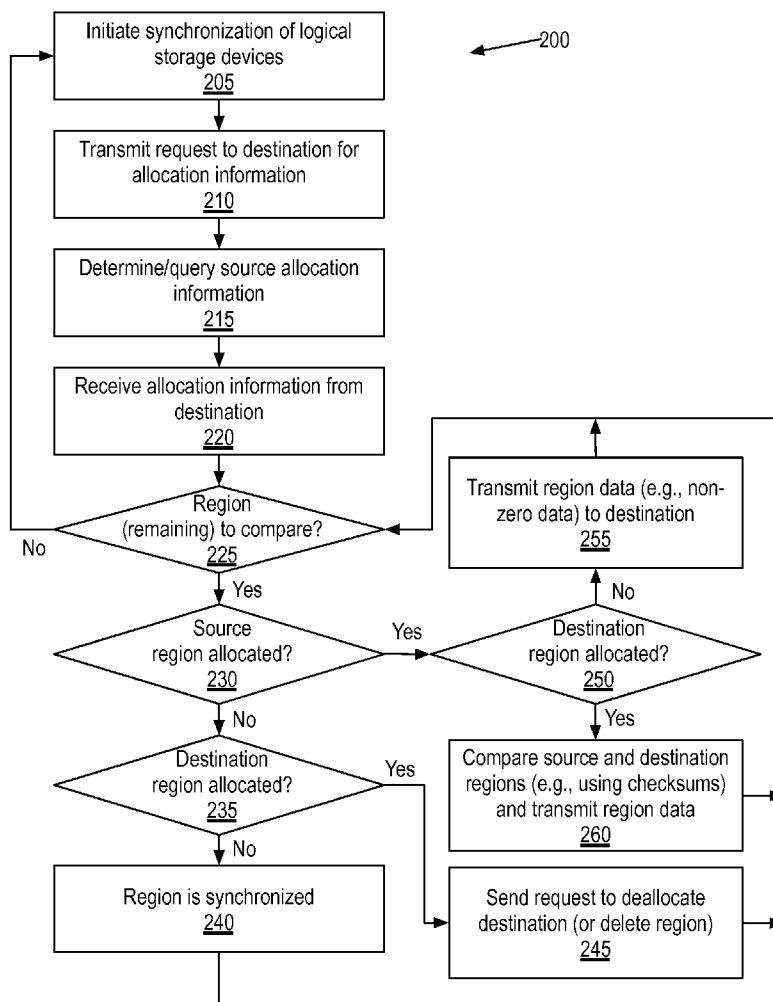 Initiate synchronization of logical
storage devices
205
200
Transmit request to destination for
allocation information
210
Determine/query source allocation
information
215
Receive allocation information from
destination
220
Region
(remaining) to compare?
225
No
Yes
Transmit region data (e.g., non-
zero data) to destination
255
No
Source
region allocated?
230
Yes
No
Destination
region allocated?
250
Yes
Destination
region allocated?
235
Yes
No
Compare source and destination
regions (e.g., using checksums)
and transmit region data
260
Region is synchronized
240
Send request to deallocate
destination (or delete region)
245